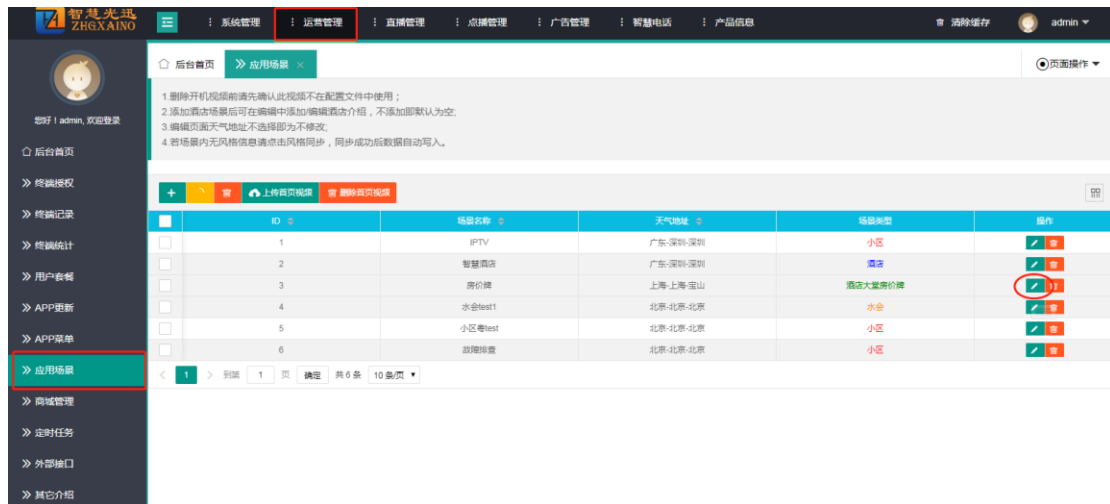 智慧光迅
ZHGXAINO
系统管理
运营管理
直播管理
点播管理
广告管理
智慧电话
产品信息
清除缓存
admin
您好！admin, 欢迎登录
后台首页
终端授权
终端记录
终端统计
用户套餐
APP更新
APP菜单
应用场景
商城管理
定时任务
外部接口
其它介绍
后台首页
应用场景
页面操作
1.删除开机视频前请先确认此视频不在配置文件中使用；
2.添加酒店场景后可在编辑中添加/编辑酒店介绍，不添加即默认为空;
3.编辑页面天气地址不选择即为不修改;
4.若场景内无风格信息请点击风格同步，同步成功后数据自动写入。
上传首页视频 删除首页视频
ID 场景名称 天气地址 场景类型 操作
1 IPTV 广东-深圳-深圳 小区
2 智慧酒店 广东-深圳-深圳 酒店
3 房价牌 上海-上海-宝山 酒店大堂房价牌
4 水会test1 北京-北京-北京 水会
5 小区粤test 北京-北京-北京 小区
6 故障排查 北京-北京-北京 小区
1 到第 1 页 确定 共6条 10条/页